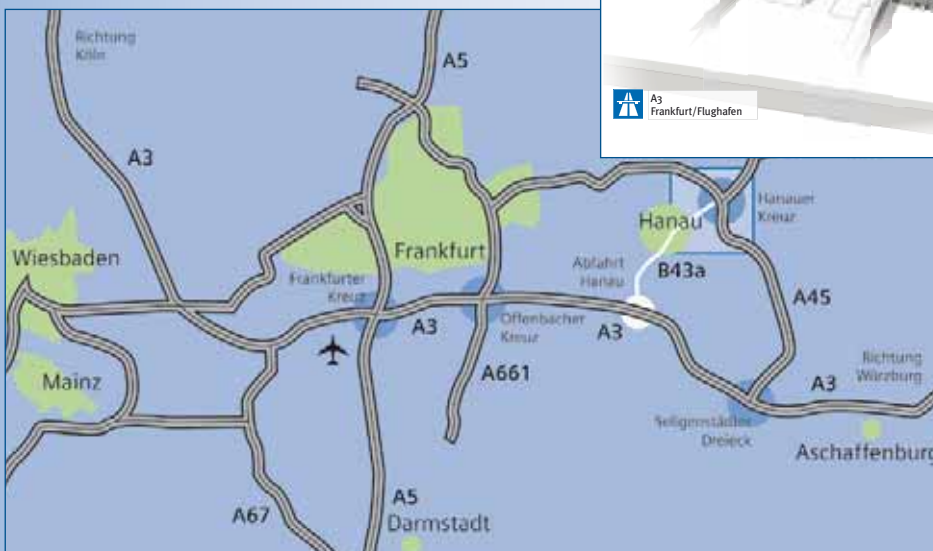 A3
Frankfurt/Flughafen
Richtung
Köln
A5
A3
Hanauer
Kreuz
Hanau
Wiesbaden
Frankfurt
Abfahrt
Hanau
B43a
Frankfurter
Kreuz
A45
A3
Offenbacher
Kreuz
A3
Richtung
Würzburg
Mainz
A661
A3
Seligenstädter
Dreieck
Aschaffenburg
A5
A67
Darmstadt